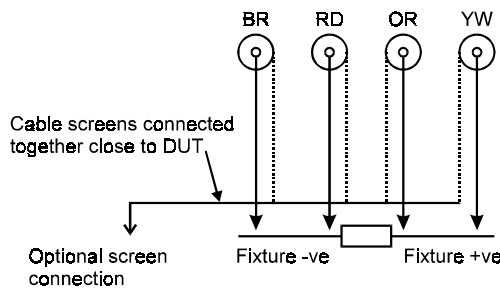 BR RD OR YW
Cable screens connected
together close to DUT
Optional screen
connection
Fixture -ve
Fixture +ve